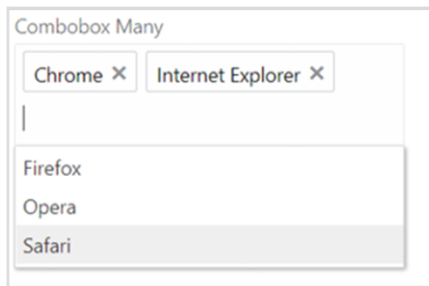 Combobox Many
Chrome × Internet Explorer ×
Firefox
Opera
Safari